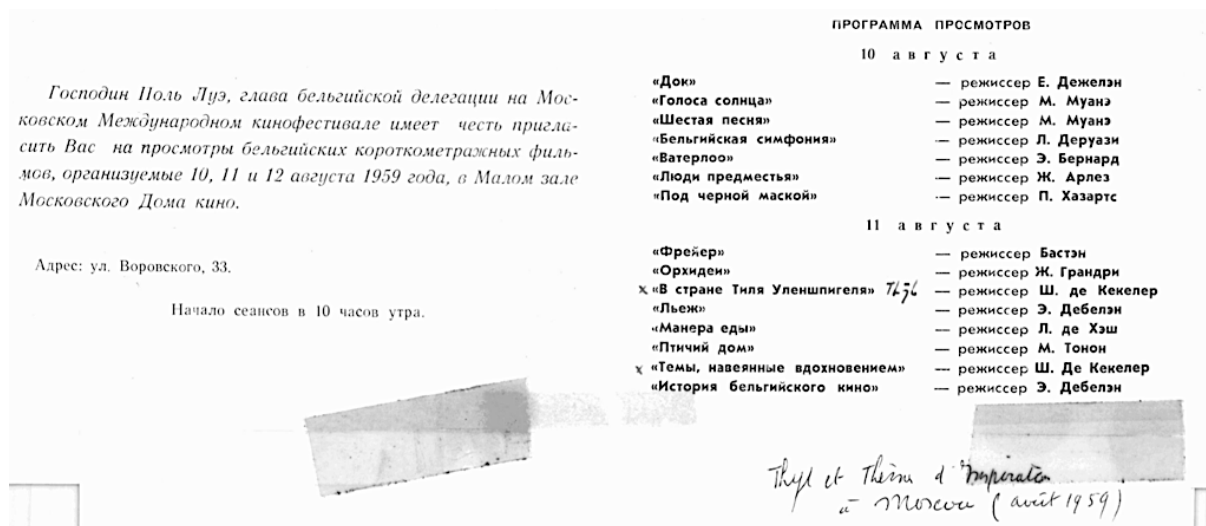 Господин Поль Луэ, глава бельгийской делегации на Мос-
ковском Международном кинофестивале имеет честь пригла-
сить Вас на просмотры бельгийских короткометражных филь-
мов, организуемые 10, 11 и 12 августа 1959 года, в Малом зале
Московского Дома кино.
Адрес: ул. Воровского, 33.
Начало сеансов в 10 часов утра.
ПРОГРАММА ПРОСМОТРОВ
10 августа
«Док» — режиссер Е. Дежелэн
«Голоса солнца» — режиссер М. Муанэ
«Шестая песня» — режиссер М. Муанэ
«Бельгийская симфония» — режиссер Л. Деруази
«Ватерлоо» — режиссер Э. Бернард
«Люди предместья» — режиссер Ж. Арлез
«Под черной маской» — режиссер П. Хазартс
11 августа
«Фрейер» — режиссер Бастэн
«Орхидеи» — режиссер Ж. Грандри
x «В стране Тиля Уленшпигеля» — режиссер Ш. де Кекелер
«Льеж» — режиссер Э. Дебелэн
«Манера еды» — режиссер Л. де Хэш
«Птичий дом» — режиссер М. Тонон
x «Темы, навеянные вдохновением» — режиссер Ш. Де Кекелер
«История бельгийского кино» — режиссер Э. Дебелэн
Thyl et Thème d'Inspiration
à Moscou (août 1959)